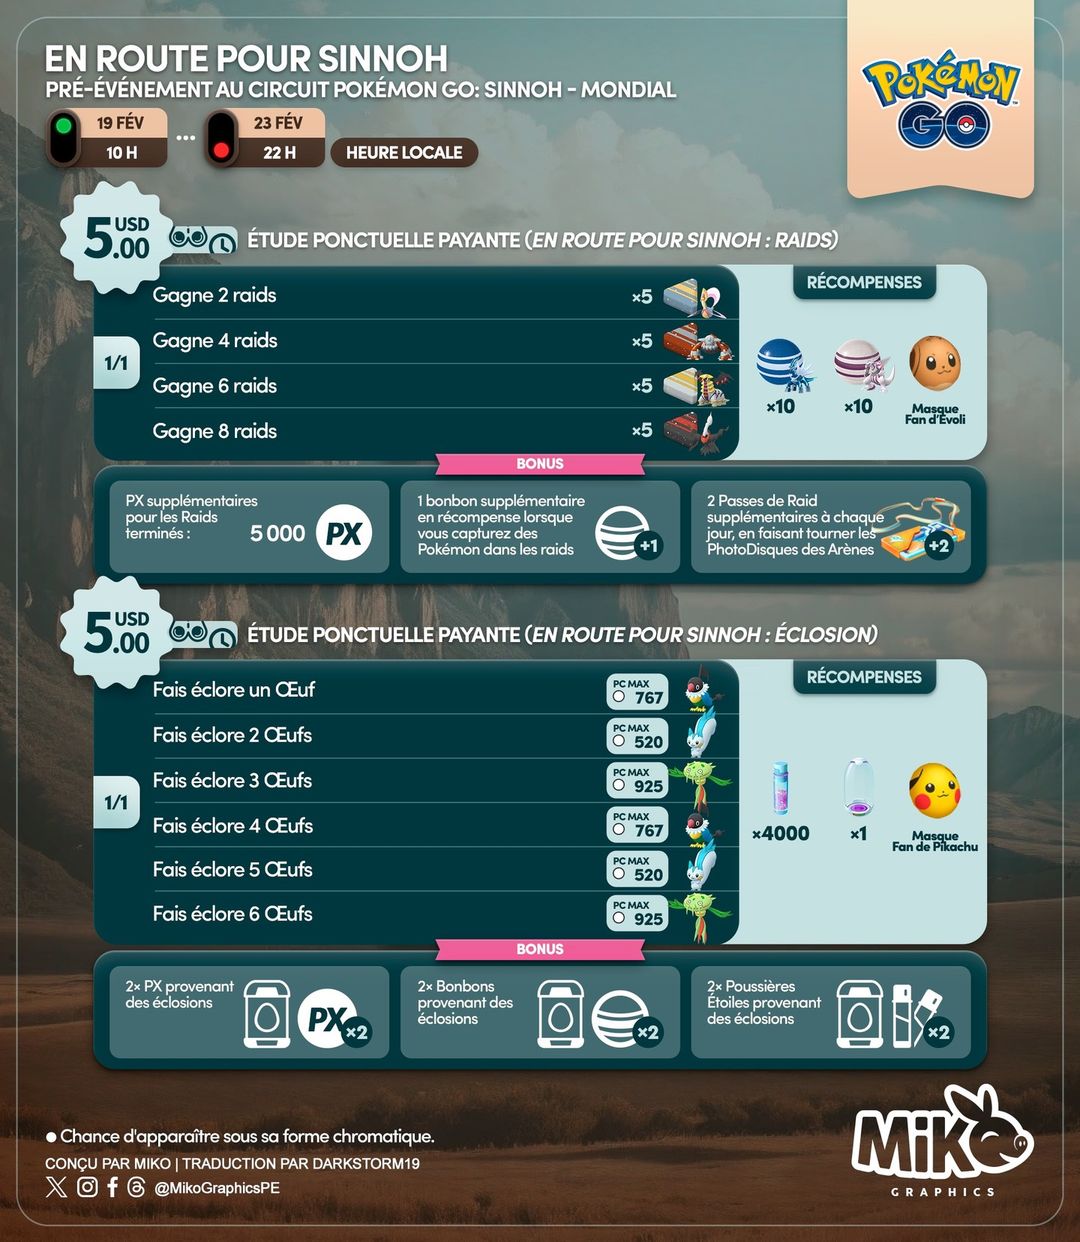 EN ROUTE POUR SINNOH
PRÉ-ÉVÉNEMENT AU CIRCUIT POKÉMON GO: SINNOH - MONDIAL
POKéMON
GO
TM
19 FÉV
10 H
...
23 FÉV
22 H
HEURE LOCALE
5 USD
.00
ÉTUDE PONCTUELLE PAYANTE (EN ROUTE POUR SINNOH : RAIDS)
RÉCOMPENSES
1/1
Gagne 2 raids ×5
Gagne 4 raids ×5
Gagne 6 raids ×5
Gagne 8 raids ×5
×10
×10
Masque
Fan d'Évoli
BONUS
PX supplémentaires
pour les Raids
terminés :
5 000 PX
1 bonbon supplémentaire
en récompense lorsque
vous capturez des
Pokémon dans les raids
+1
2 Passes de Raid
supplémentaires à chaque
jour, en faisant tourner les
PhotoDisques des Arènes
+2
5 USD
.00
ÉTUDE PONCTUELLE PAYANTE (EN ROUTE POUR SINNOH : ÉCLOSION)
RÉCOMPENSES
1/1
Fais éclore un Œuf
PC MAX
767
Fais éclore 2 Œufs
PC MAX
520
Fais éclore 3 Œufs
PC MAX
925
Fais éclore 4 Œufs
PC MAX
767
Fais éclore 5 Œufs
PC MAX
520
Fais éclore 6 Œufs
PC MAX
925
×4000
×1
Masque
Fan de Pikachu
BONUS
2× PX provenant
des éclosions
PX ×2
2× Bonbons
provenant des
éclosions
×2
2× Poussières
Étoiles provenant
des éclosions
×2
● Chance d'apparaître sous sa forme chromatique.
CONÇU PAR MIKO | TRADUCTION PAR DARKSTORM19
@MikoGraphicsPE
MiKO
GRAPHICS